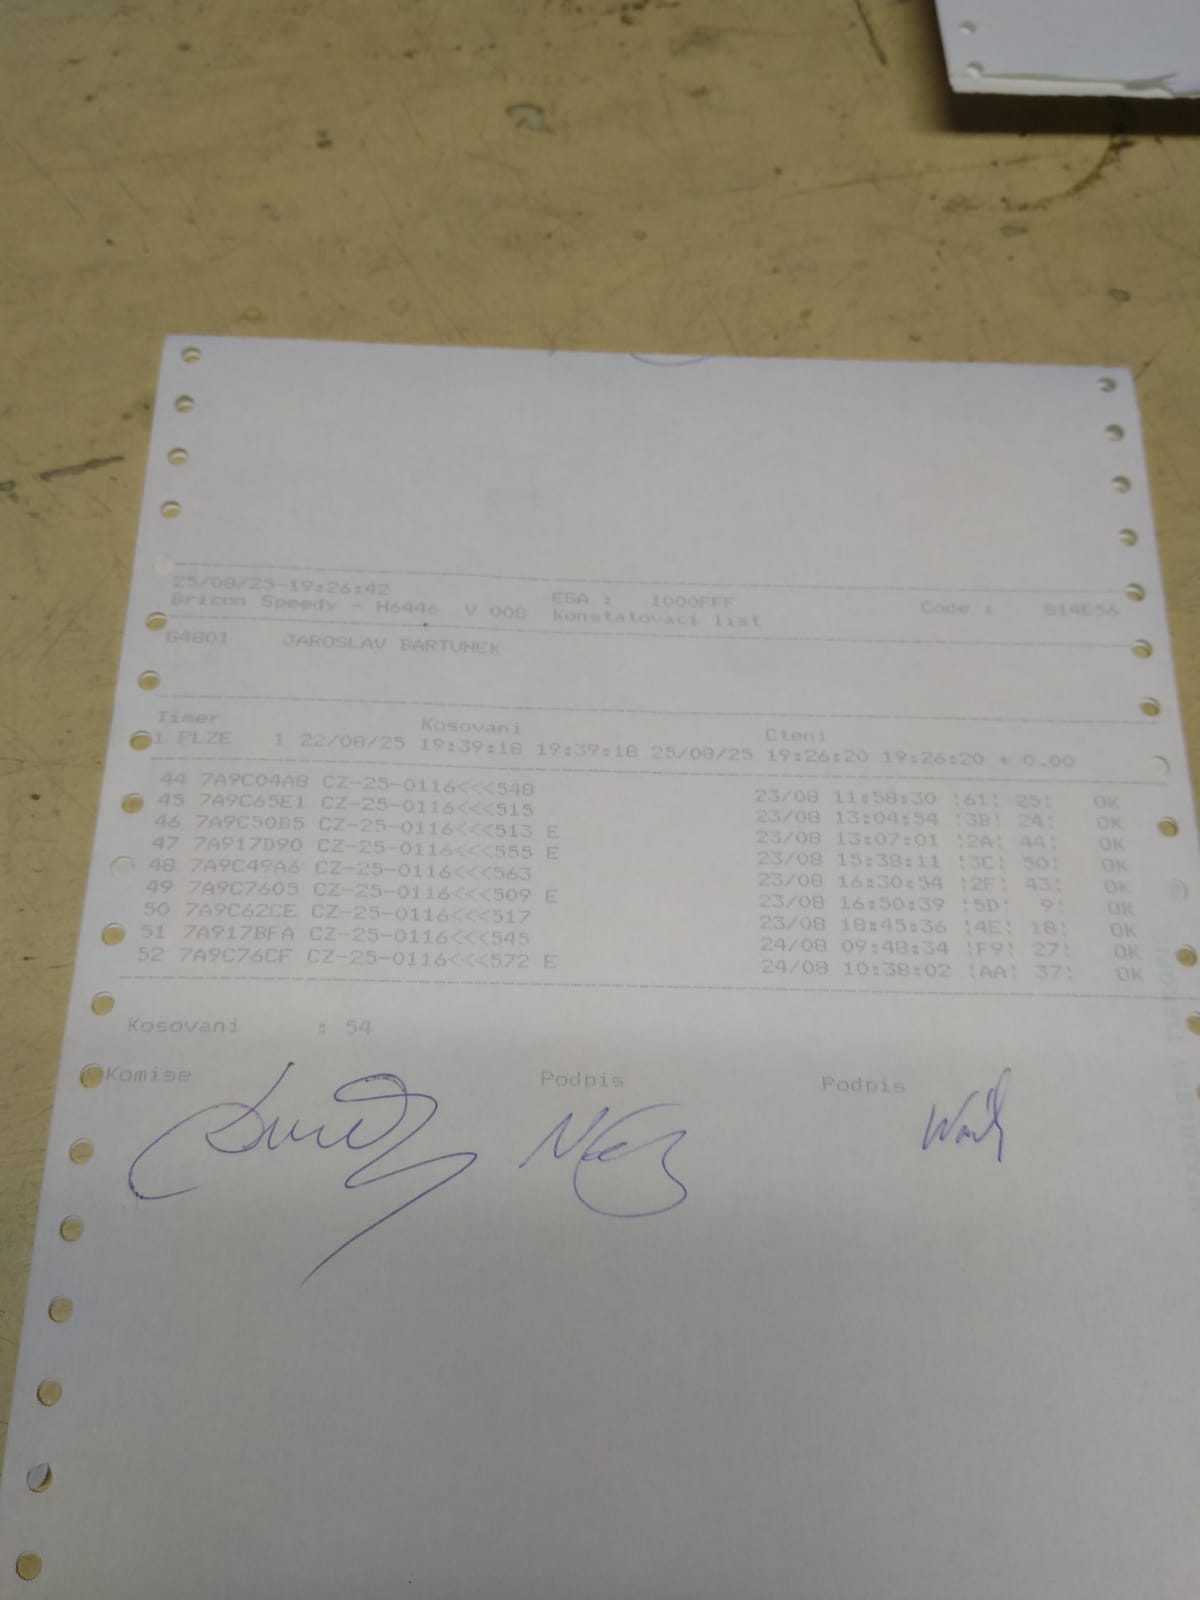 25/08/25-19:26:42 ESA : 1000FFF Code : 814E56
Bricon Speedy - H6446 V 008 Konstatovaci list
64801 JAROSLAV BARTUNEK
Timer Kosovani Cteni
1 PLZE 1 22/08/25 19:39:18 19:39:18 25/08/25 19:26:20 19:26:20 + 0.00
44 7A9C04AB CZ-25-0116<<<548 23/08 11:58:30 !61! 25! OK
45 7A9C65E1 CZ-25-0116<<<515 23/08 13:04:54 !3B! 24! OK
46 7A9C50B5 CZ-25-0116<<<513 E 23/08 13:07:01 !2A! 44! OK
47 7A917D90 CZ-25-0116<<<555 E 23/08 15:38:11 !3C! 50! OK
48 7A9C49A6 CZ-25-0116<<<563 23/08 16:30:54 !2F! 43! OK
49 7A9C7605 CZ-25-0116<<<509 E 23/08 16:50:39 !5D! 9! OK
50 7A9C62CE CZ-25-0116<<<517 23/08 18:45:36 !4E! 18! OK
51 7A917BFA CZ-25-0116<<<545 24/08 09:48:34 !F9! 27! OK
52 7A9C76CF CZ-25-0116<<<572 E 24/08 10:38:02 !AA! 37! OK
Kosovani : 54
Komise Podpis Podpis